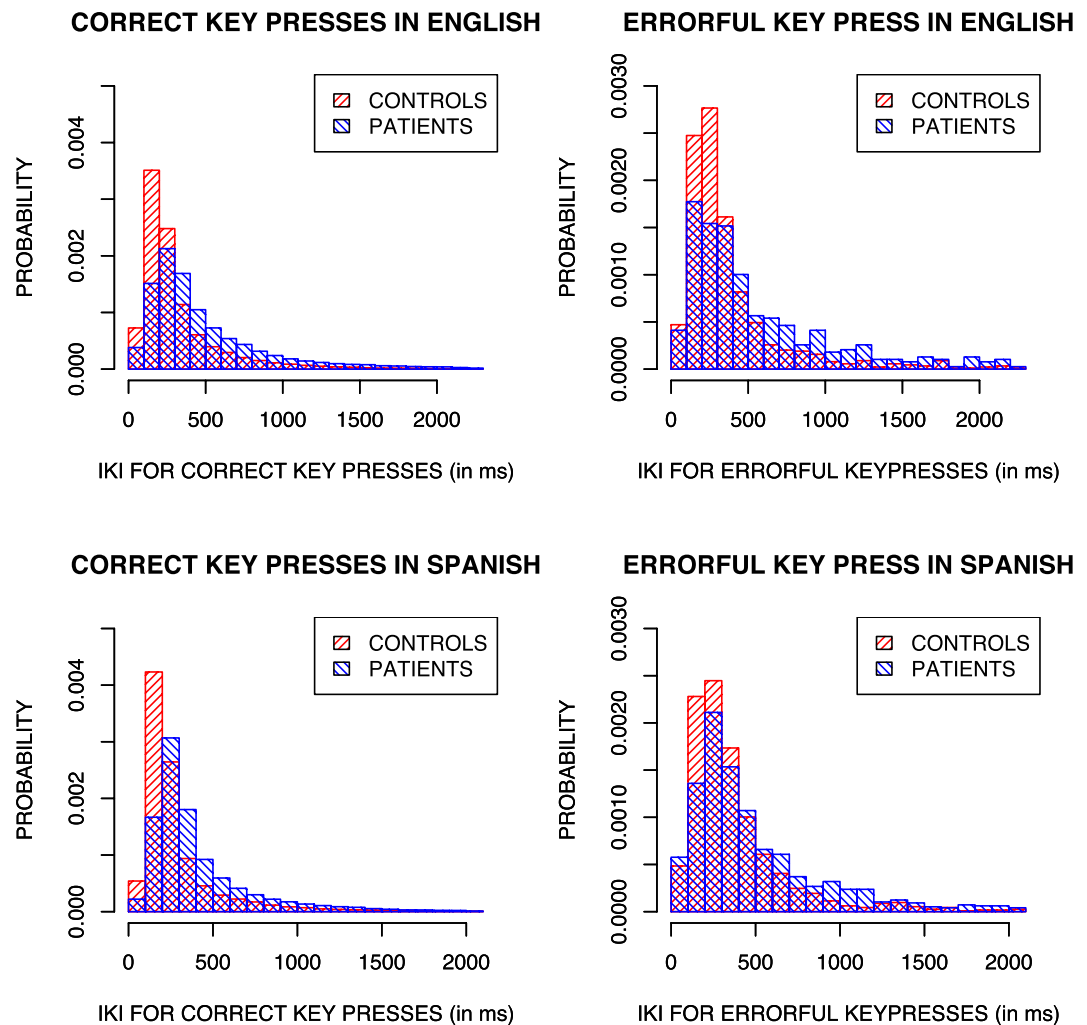 CORRECT KEY PRESSES IN ENGLISH
CONTROLS
PATIENTS
PROBABILITY
0.000 0.002 0.004
0 500 1000 1500 2000
IKI FOR CORRECT KEY PRESSES (in ms)
ERRORFUL KEY PRESS IN ENGLISH
CONTROLS
PATIENTS
PROBABILITY
0.0000 0.0010 0.0020 0.0030
0 500 1000 1500 2000
IKI FOR ERRORFUL KEYPRESSES (in ms)
CORRECT KEY PRESSES IN SPANISH
CONTROLS
PATIENTS
PROBABILITY
0.000 0.002 0.004
0 500 1000 1500 2000
IKI FOR CORRECT KEY PRESSES (in ms)
ERRORFUL KEY PRESS IN SPANISH
CONTROLS
PATIENTS
PROBABILITY
0.0000 0.0010 0.0020 0.0030
0 500 1000 1500 2000
IKI FOR ERRORFUL KEYPRESSES (in ms)